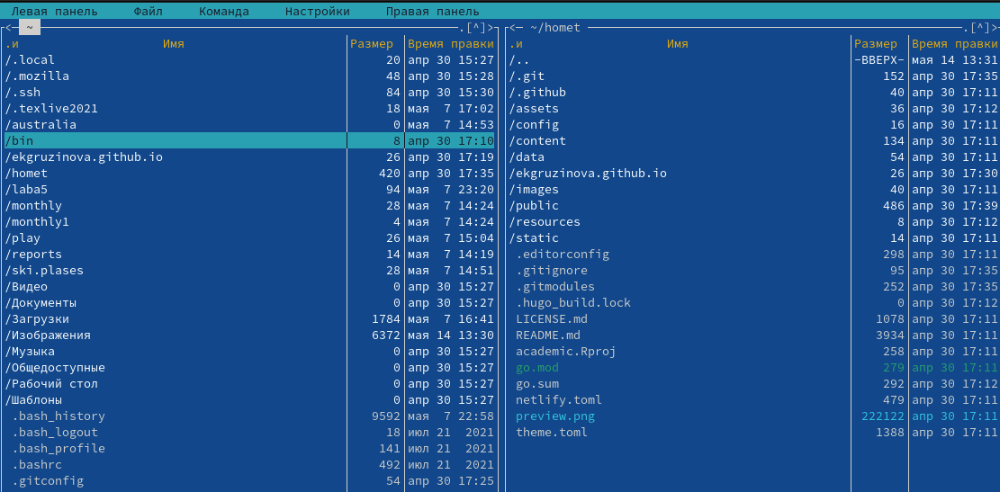 Левая панель Файл Команда Настройки Правая панель
<─ ~ .[^]>
.и Имя Размер Время правки
/.local 20 апр 30 15:27
/.mozilla 48 апр 30 15:28
/.ssh 84 апр 30 15:30
/.texlive2021 18 мая 7 17:02
/australia 0 мая 7 14:53
/bin 8 апр 30 17:10
/ekgruzinova.github.io 26 апр 30 17:19
/homet 420 апр 30 17:35
/laba5 94 мая 7 23:20
/monthly 28 мая 7 14:24
/monthly1 4 мая 7 14:24
/play 26 мая 7 15:04
/reports 14 мая 7 14:19
/ski.plases 28 мая 7 14:51
/Видео 0 апр 30 15:27
/Документы 0 апр 30 15:27
/Загрузки 1784 мая 7 16:41
/Изображения 6372 мая 14 13:30
/Музыка 0 апр 30 15:27
/Общедоступные 0 апр 30 15:27
/Рабочий стол 0 апр 30 15:27
/Шаблоны 0 апр 30 15:27
.bash_history 9592 мая 7 22:58
.bash_logout 18 июл 21 2021
.bash_profile 141 июл 21 2021
.bashrc 492 июл 21 2021
.gitconfig 54 апр 30 17:25
<─ ~/homet .[^]>
.и Имя Размер Время правки
/.. -ВВЕРХ- мая 14 13:31
/.git 152 апр 30 17:35
/.github 40 апр 30 17:11
/assets 36 апр 30 17:12
/config 16 апр 30 17:11
/content 134 апр 30 17:11
/data 54 апр 30 17:11
/ekgruzinova.github.io 26 апр 30 17:30
/images 40 апр 30 17:11
/public 486 апр 30 17:39
/resources 8 апр 30 17:12
/static 14 апр 30 17:11
.editorconfig 298 апр 30 17:11
.gitignore 95 апр 30 17:35
.gitmodules 252 апр 30 17:35
.hugo_build.lock 0 апр 30 17:12
LICENSE.md 1078 апр 30 17:11
README.md 3934 апр 30 17:11
academic.Rproj 258 апр 30 17:11
go.mod 279 апр 30 17:11
go.sum 292 апр 30 17:12
netlify.toml 479 апр 30 17:11
preview.png 222122 апр 30 17:11
theme.toml 1388 апр 30 17:11